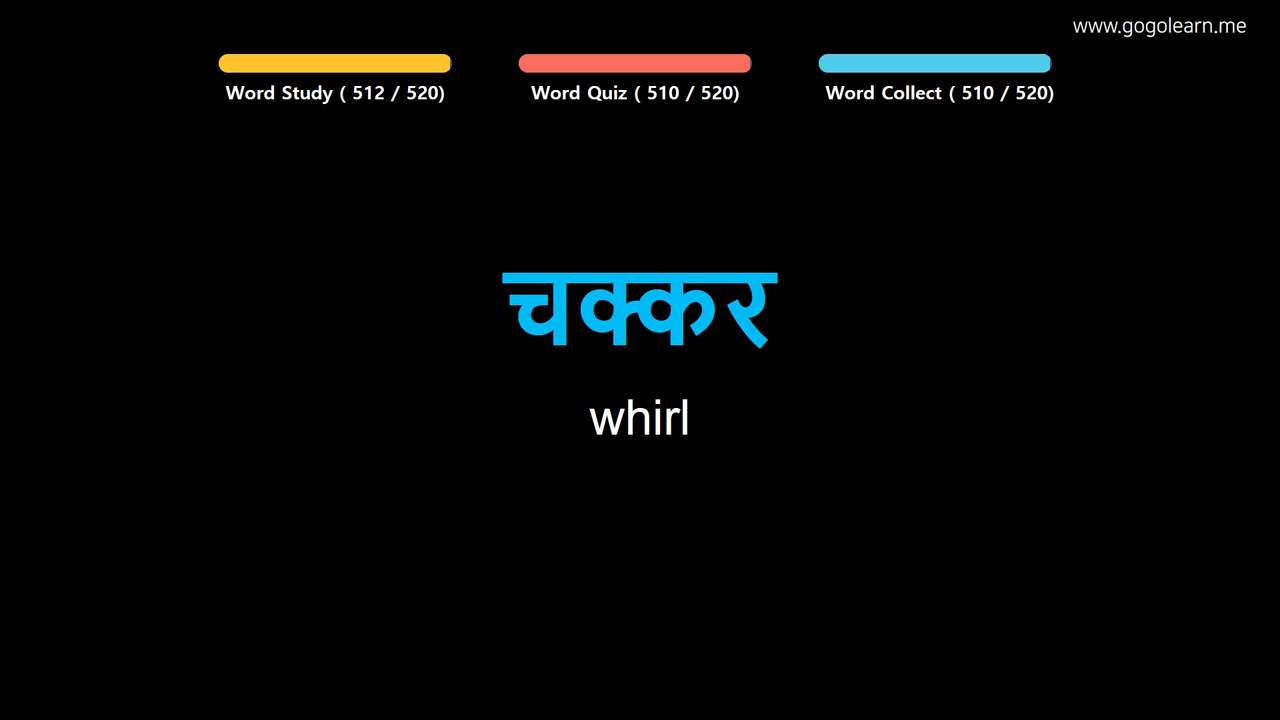 www.gogolearn.me
Word Study ( 512 / 520)
Word Quiz ( 510 / 520)
Word Collect ( 510 / 520)
चक्कर
whirl